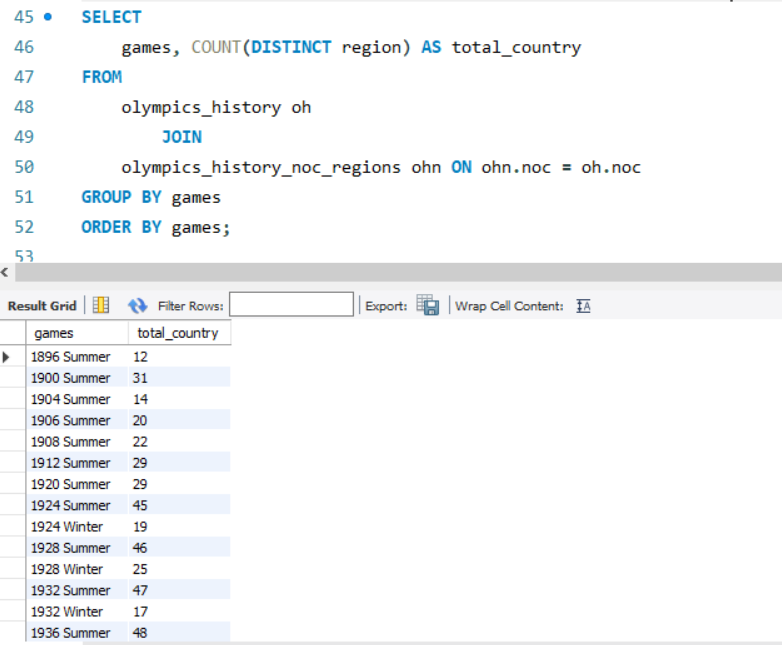 45 SELECT
46 games, COUNT(DISTINCT region) AS total_country
47 FROM
48 olympics_history oh
49 JOIN
50 olympics_history_noc_regions ohn ON ohn.noc = oh.noc
51 GROUP BY games
52 ORDER BY games;
53
Result Grid Filter Rows: Export: Wrap Cell Content: IA
games total_country
1896 Summer 12
1900 Summer 31
1904 Summer 14
1906 Summer 20
1908 Summer 22
1912 Summer 29
1920 Summer 29
1924 Summer 45
1924 Winter 19
1928 Summer 46
1928 Winter 25
1932 Summer 47
1932 Winter 17
1936 Summer 48